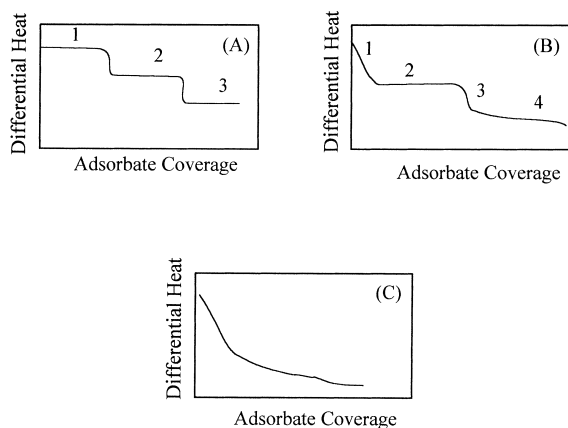 1
2
3
(A)
Differential Heat
Adsorbate Coverage
1
2
3
4
(B)
Differential Heat
Adsorbate Coverage
(C)
Differential Heat
Adsorbate Coverage